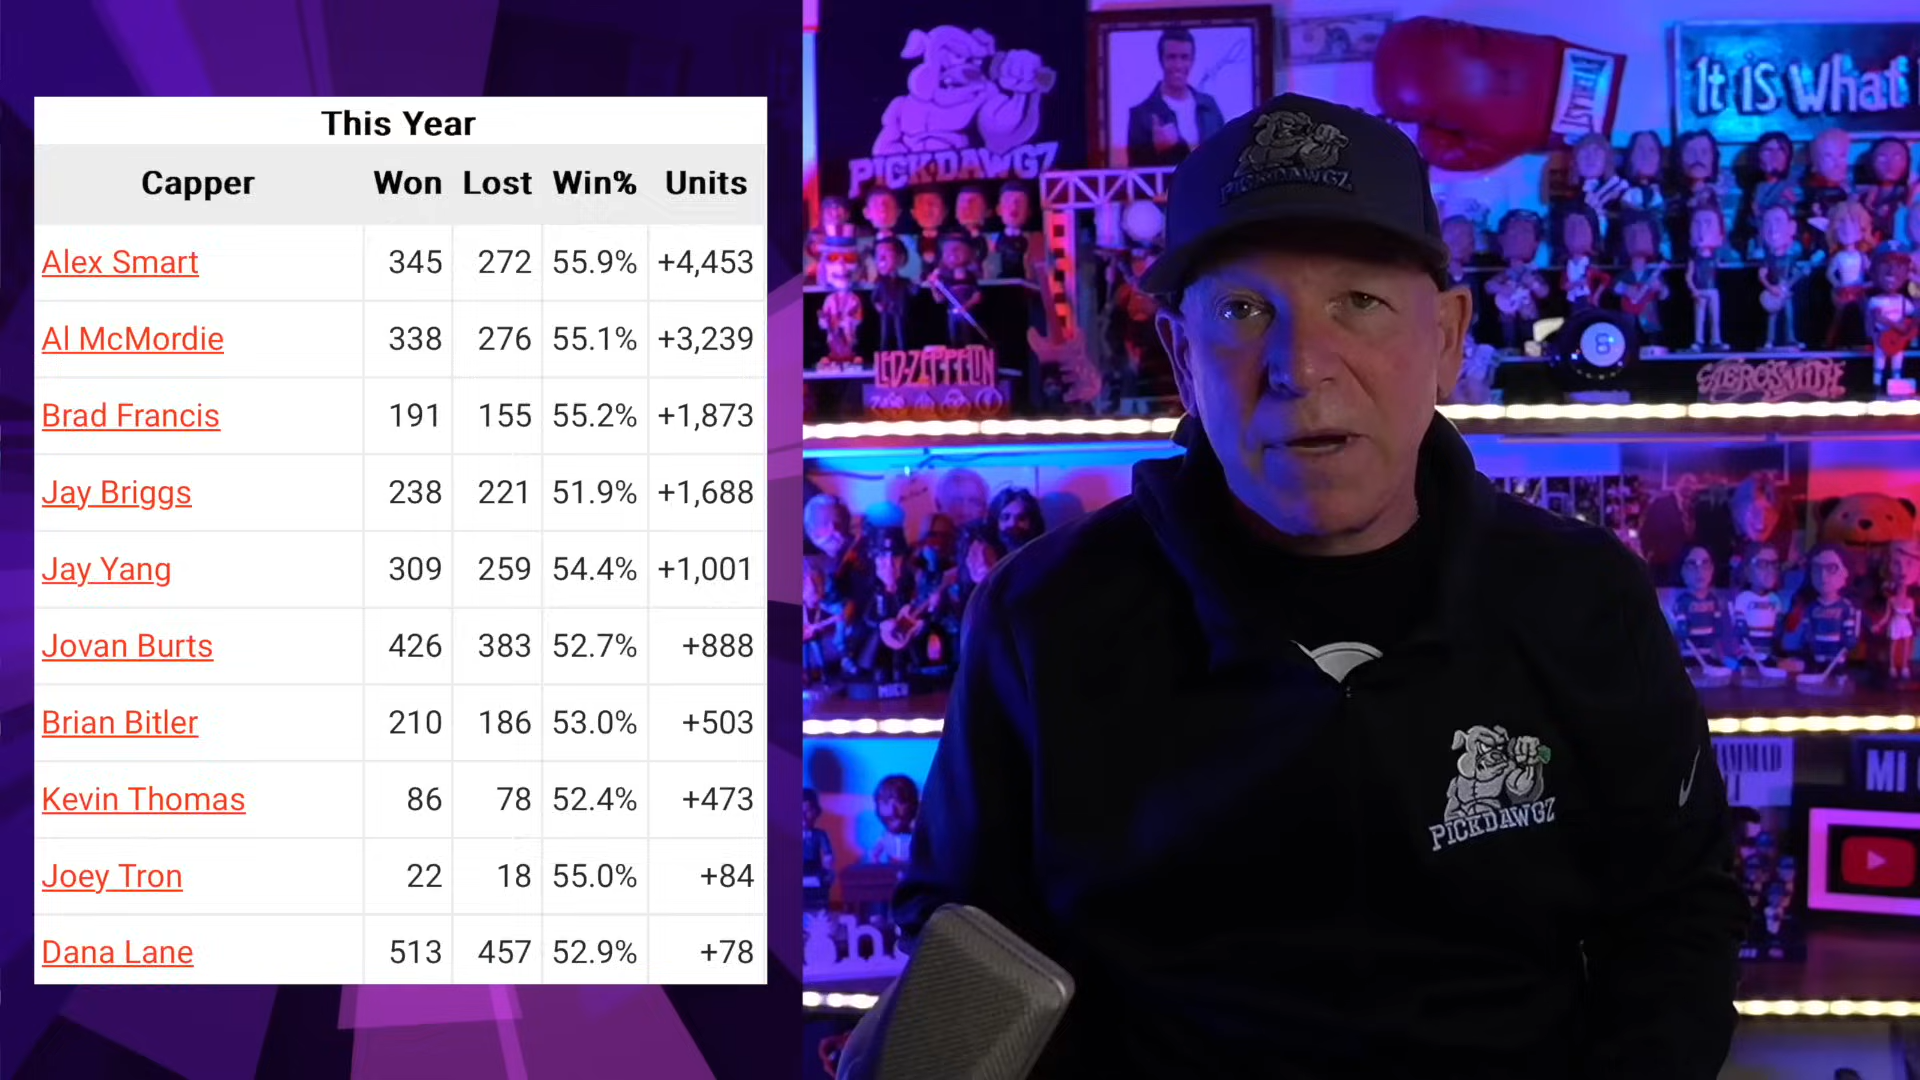 This Year
Capper Won Lost Win% Units
Alex Smart 345 272 55.9% +4,453
Al McMordie 338 276 55.1% +3,239
Brad Francis 191 155 55.2% +1,873
Jay Briggs 238 221 51.9% +1,688
Jay Yang 309 259 54.4% +1,001
Jovan Burts 426 383 52.7% +888
Brian Bitler 210 186 53.0% +503
Kevin Thomas 86 78 52.4% +473
Joey Tron 22 18 55.0% +84
Dana Lane 513 457 52.9% +78
PICKDAWGZ
EVERLAST
It is What
PICKDAWGZ
LED-ZEPPELIN
8
AEROSMITH
PICKDAWGZ
MI